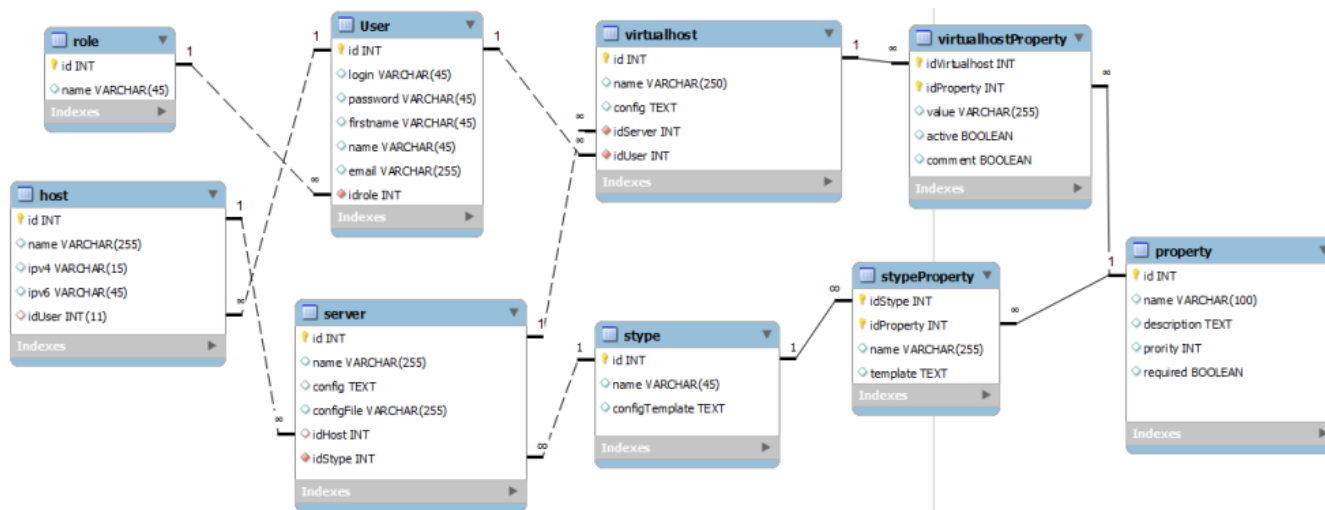 role
id INT
name VARCHAR(45)
Indexes
1
User
id INT
login VARCHAR(45)
password VARCHAR(45)
firstname VARCHAR(45)
name VARCHAR(45)
email VARCHAR(255)
idrole INT
Indexes
1
1
∞
∞
virtualhost
id INT
name VARCHAR(250)
config TEXT
idServer INT
idUser INT
Indexes
1
∞
∞
virtualhostProperty
idVirtualhost INT
idProperty INT
value VARCHAR(255)
active BOOLEAN
comment BOOLEAN
Indexes
∞
∞
host
id INT
name VARCHAR(255)
ipv4 VARCHAR(15)
ipv6 VARCHAR(45)
idUser INT(11)
Indexes
1
∞
server
id INT
name VARCHAR(255)
config TEXT
configFile VARCHAR(255)
idHost INT
idStype INT
Indexes
1
∞
∞
stype
id INT
name VARCHAR(45)
configTemplate TEXT
Indexes
1
1
stypeProperty
idStype INT
idProperty INT
name VARCHAR(255)
template TEXT
Indexes
∞
∞
property
id INT
name VARCHAR(100)
description TEXT
prority INT
required BOOLEAN
Indexes
1